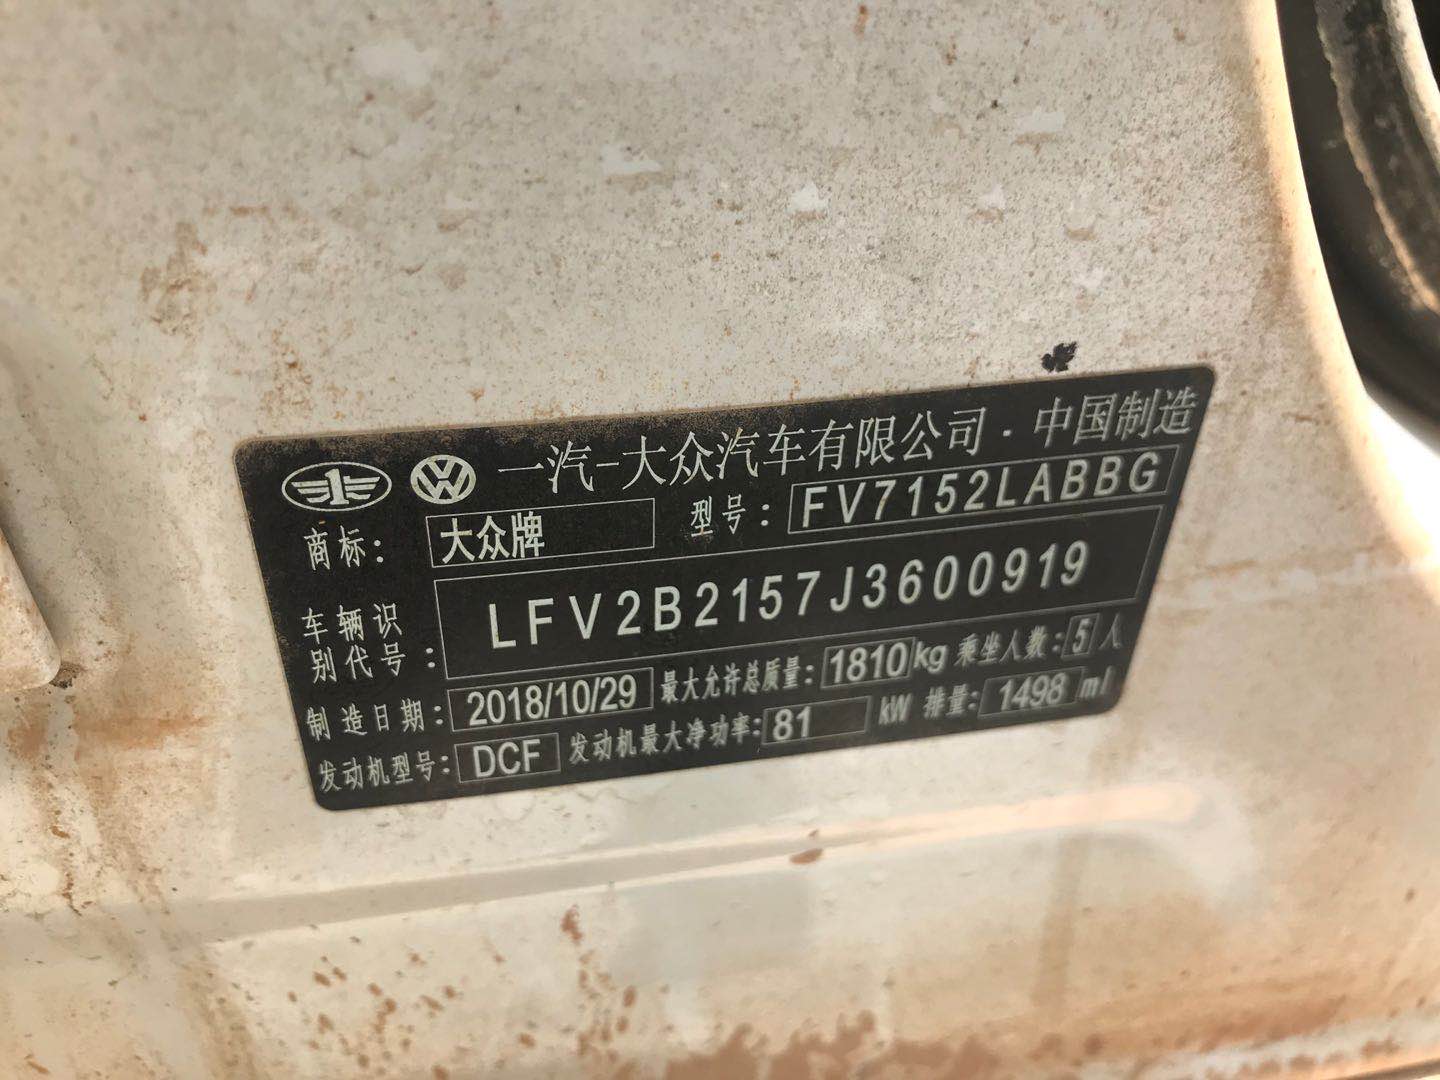 一汽-大众汽车有限公司·中国制造
商标: 大众牌 型号: FV7152LABBG
车辆识别代号: LFV2B2157J3600919
制造日期: 2018/10/29 最大允许总质量: 1810 kg 乘坐人数: 5 人
发动机型号: DCF 发动机最大净功率: 81 kW 排量: 1498 ml